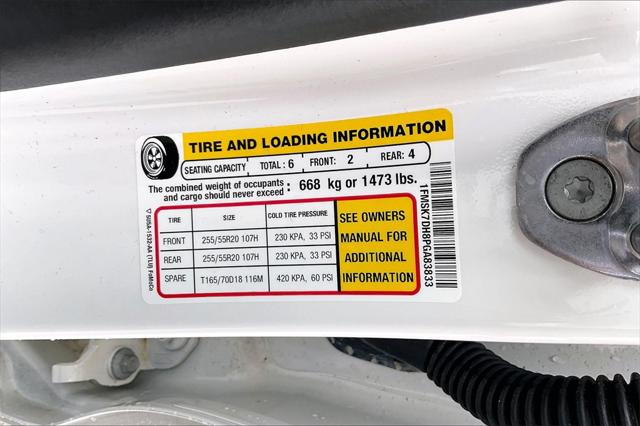 TIRE AND LOADING INFORMATION
SEATING CAPACITY TOTAL : 6 FRONT: 2 REAR: 4
The combined weight of occupants and cargo should never exceed : 668 kg or 1473 lbs.
TIRE SIZE COLD TIRE PRESSURE
FRONT 255/55R20 107H 230 KPA, 33 PSI
REAR 255/55R20 107H 230 KPA, 33 PSI
SPARE T165/70D18 116M 420 KPA, 60 PSI
SEE OWNERS
MANUAL FOR
ADDITIONAL
INFORMATION
1FMSK7DH8PGA83833
(TLU) FoMoCo